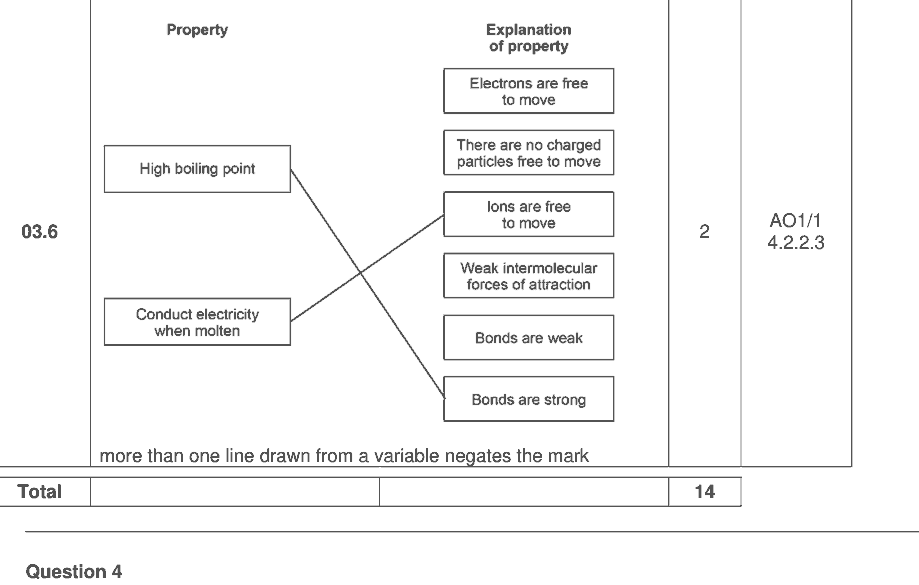 Property
Explanation
of property
Electrons are free
to move
There are no charged
particles free to move
High boiling point
Ions are free
to move
03.6
2
AO1/1
4.2.2.3
Weak intermolecular
forces of attraction
Conduct electricity
when molten
Bonds are weak
Bonds are strong
more than one line drawn from a variable negates the mark
Total
14
Question 4